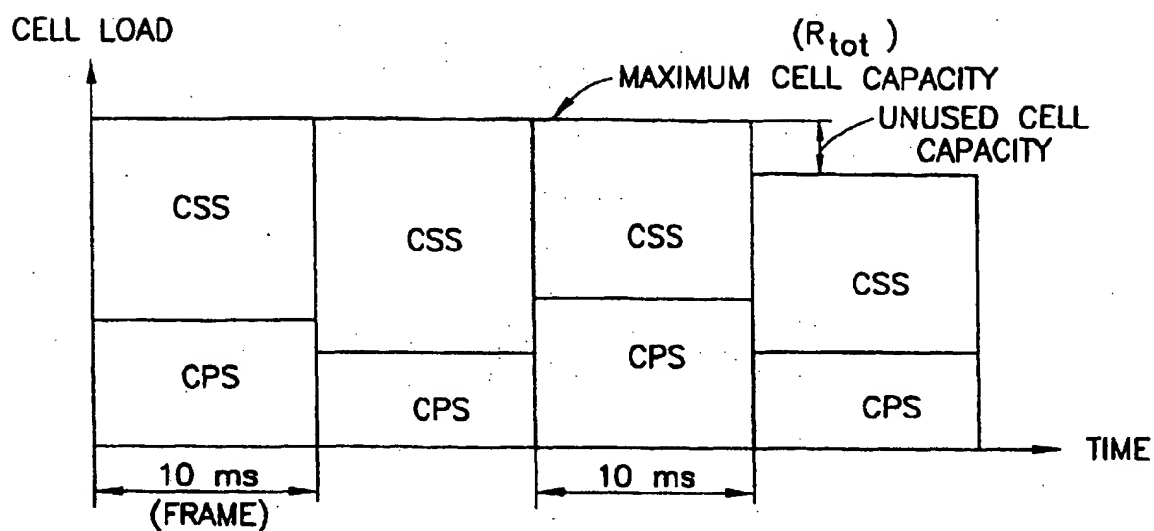 CELL LOAD
(Rtot)
MAXIMUM CELL CAPACITY
UNUSED CELL
CAPACITY
CSS
CSS
CSS
CSS
CPS
CPS
CPS
CPS
TIME
10 ms
(FRAME)
10 ms